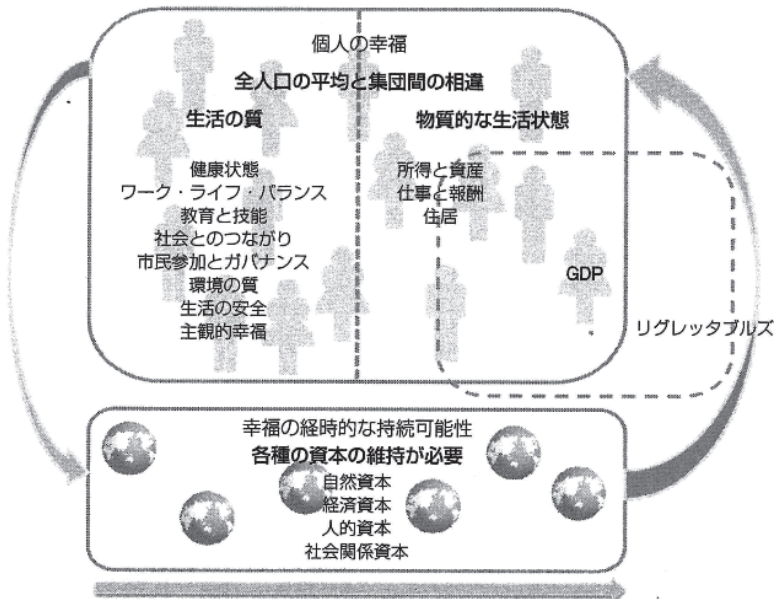 個人の幸福
全人口の平均と集団間の相違
生活の質
健康状態
ワーク・ライフ・バランス
教育と技能
社会とのつながり
市民参加とガバナンス
環境の質
生活の安全
主観的幸福
物質的な生活状態
所得と資産
仕事と報酬
住居
GDP
リグレッタブルズ
幸福の経時的な持続可能性
各種の資本の維持が必要
自然資本
経済資本
人的資本
社会関係資本